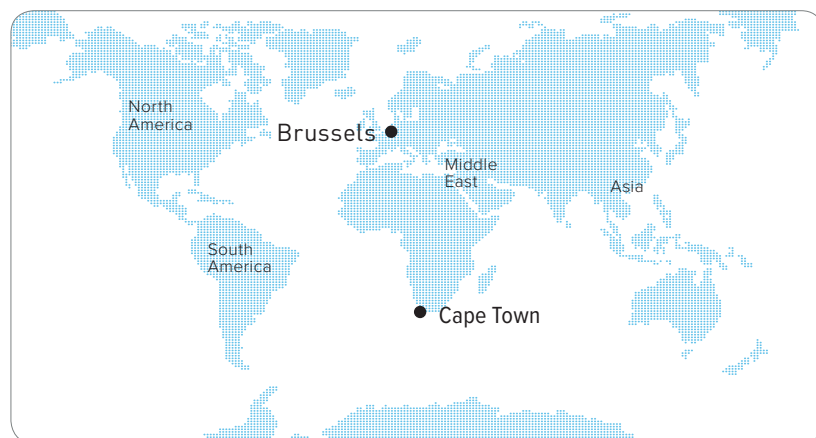 North
America
Brussels
Middle
East
Asia
South
America
Cape Town